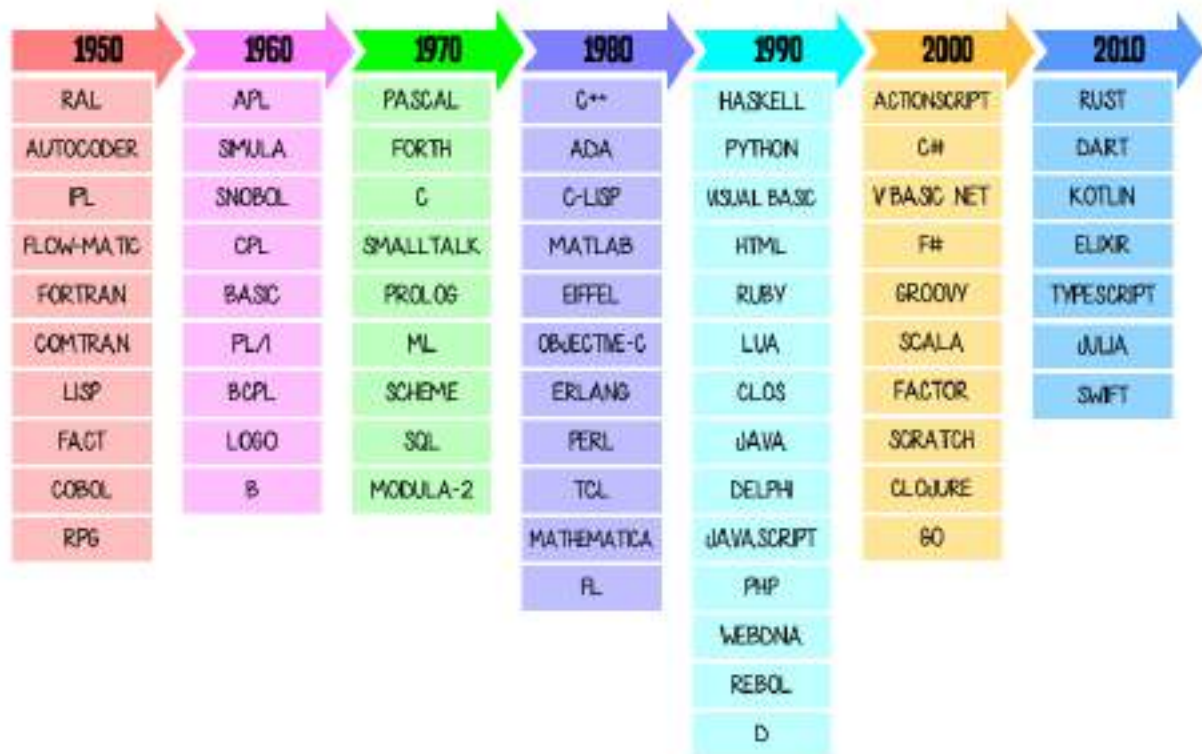 1950
RAL
AUTOCODER
IPL
FLOW-MATIC
FORTRAN
COMTRAN
LISP
FACT
COBOL
RPG
1960
APL
SIMULA
SNOBOL
CPL
BASIC
PL/I
BCPL
LOGO
B
1970
PASCAL
FORTH
C
SMALLTALK
PROLOG
ML
SCHEME
SQL
MODULA-2
1980
C++
ADA
C-LISP
MATLAB
EIFFEL
OBJECTIVE-C
ERLANG
PERL
TCL
MATHEMATICA
FL
1990
HASKELL
PYTHON
VISUAL BASIC
HTML
RUBY
LUA
CLOS
JAVA
DELPHI
JAVASCRIPT
PHP
WEBDNA
REBOL
D
2000
ACTIONSCRIPT
C#
V BASIC NET
F#
GROOVY
SCALA
FACTOR
SCRATCH
CLOJURE
GO
2010
RUST
DART
KOTLIN
ELIXIR
TYPESCRIPT
JULIA
SWIFT